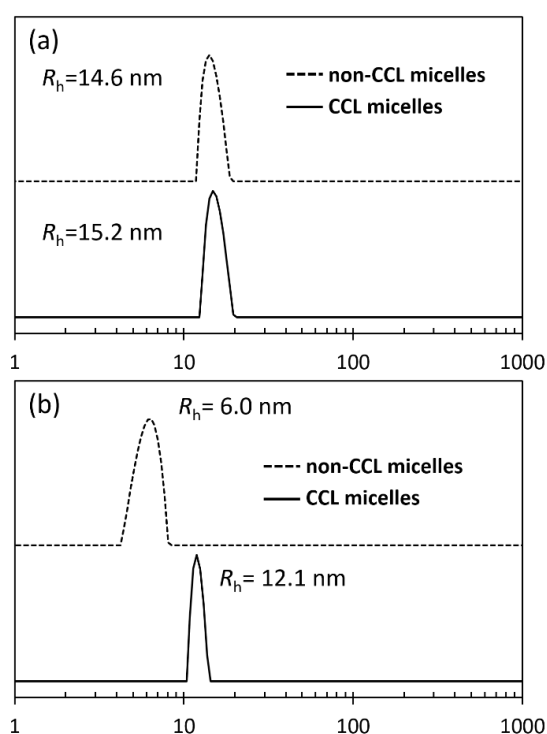 (a)
Rh=14.6 nm
non-CCL micelles
CCL micelles
Rh=15.2 nm
1 10 100 1000
(b)
Rh= 6.0 nm
non-CCL micelles
CCL micelles
Rh= 12.1 nm
1 10 100 1000